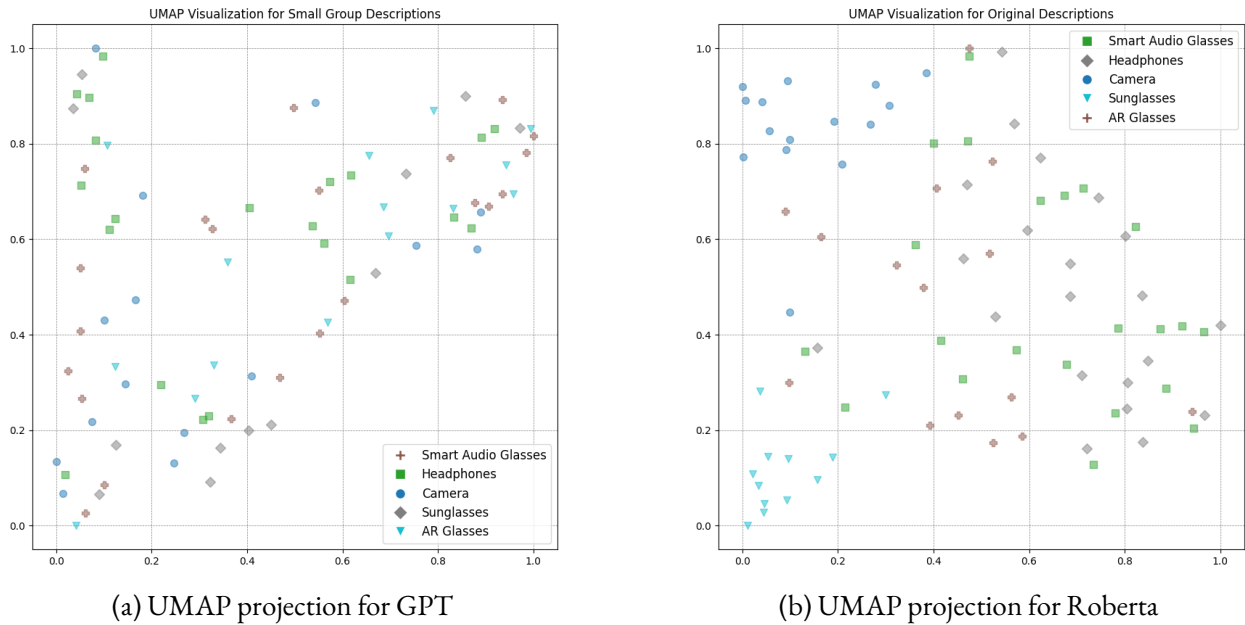 UMAP Visualization for Small Group Descriptions
1.0
0.8
0.6
0.4
0.2
0.0
0.0 0.2 0.4 0.6 0.8 1.0
Smart Audio Glasses
Headphones
Camera
Sunglasses
AR Glasses
(a) UMAP projection for GPT
UMAP Visualization for Original Descriptions
1.0
0.8
0.6
0.4
0.2
0.0
0.0 0.2 0.4 0.6 0.8 1.0
Smart Audio Glasses
Headphones
Camera
Sunglasses
AR Glasses
(b) UMAP projection for Roberta